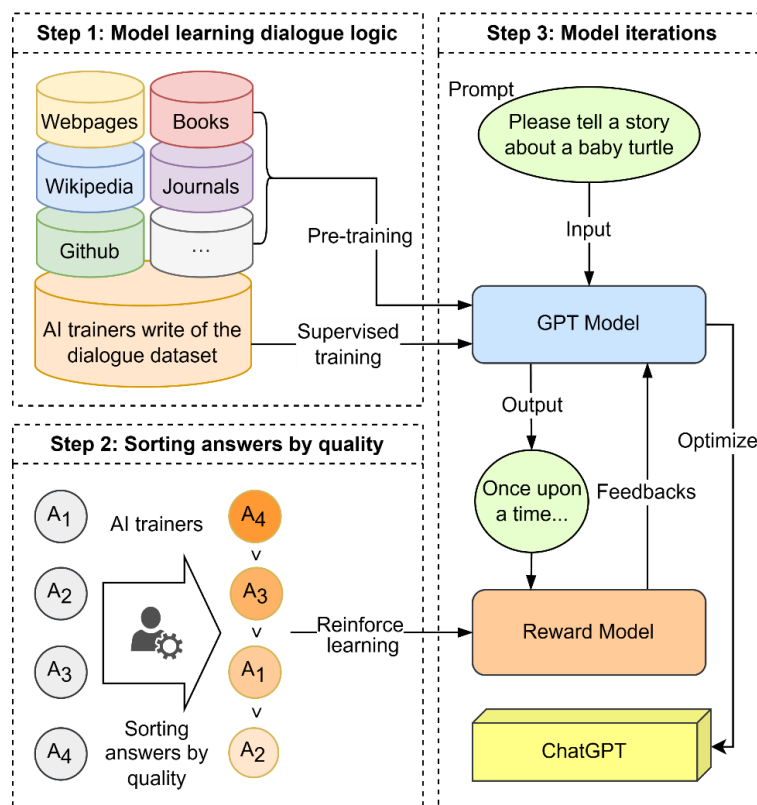 Step 1: Model learning dialogue logic
Webpages
Books
Wikipedia
Journals
Github
...
AI trainers write of the
dialogue dataset
Pre-training
Supervised
training
Step 2: Sorting answers by quality
A1
A2
A3
A4
AI trainers
Sorting
answers by
quality
A4
v
A3
v
A1
v
A2
Reinforce
learning
Step 3: Model iterations
Prompt
Please tell a story
about a baby turtle
Input
GPT Model
Output
Once upon
a time...
Feedbacks
Optimize
Reward Model
ChatGPT